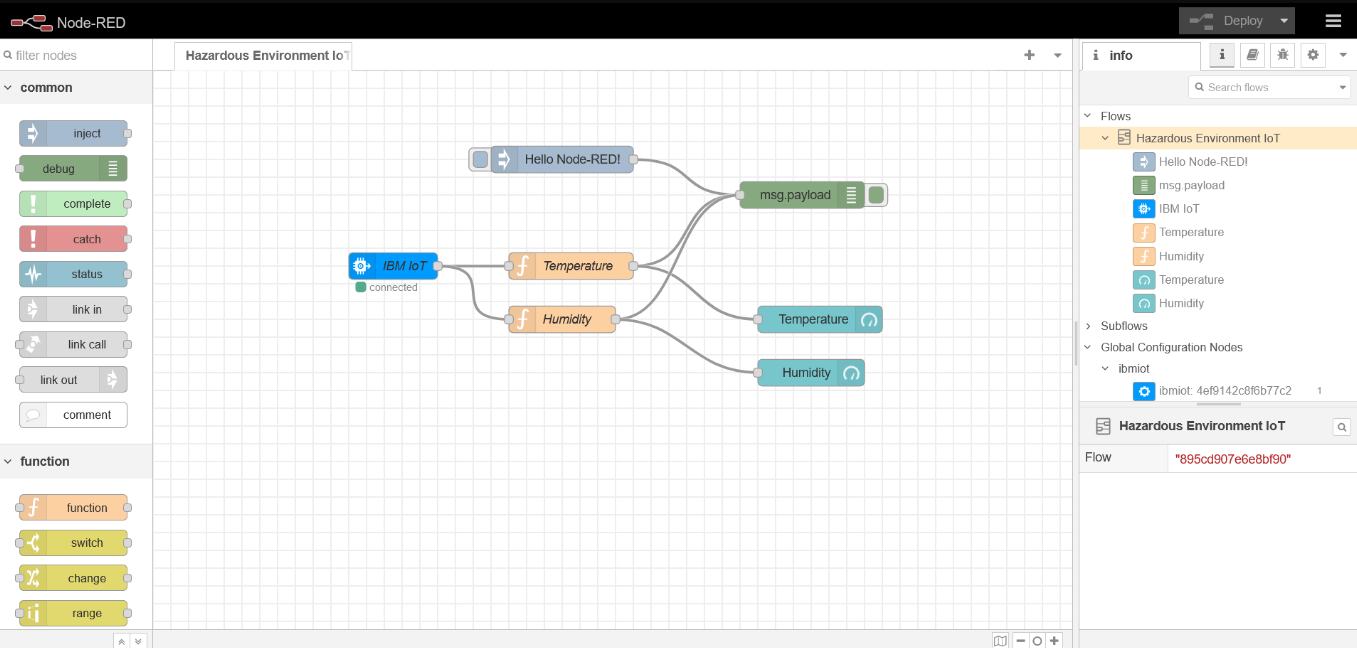 Node-RED
Deploy
filter nodes
Hazardous Environment IoT
info
common
Search flows
inject
debug
complete
catch
status
link in
link call
link out
comment
function
function
switch
change
range
Hello Node-RED!
msg.payload
IBM IoT
connected
Temperature
Humidity
Temperature
Humidity
Flows
Hazardous Environment IoT
Hello Node-RED!
msg.payload
IBM IoT
Temperature
Humidity
Temperature
Humidity
Subflows
Global Configuration Nodes
ibmiot
ibmiot: 4ef9142c8f6b77c2 1
Hazardous Environment IoT
Flow "895cd907e6e8bf90"